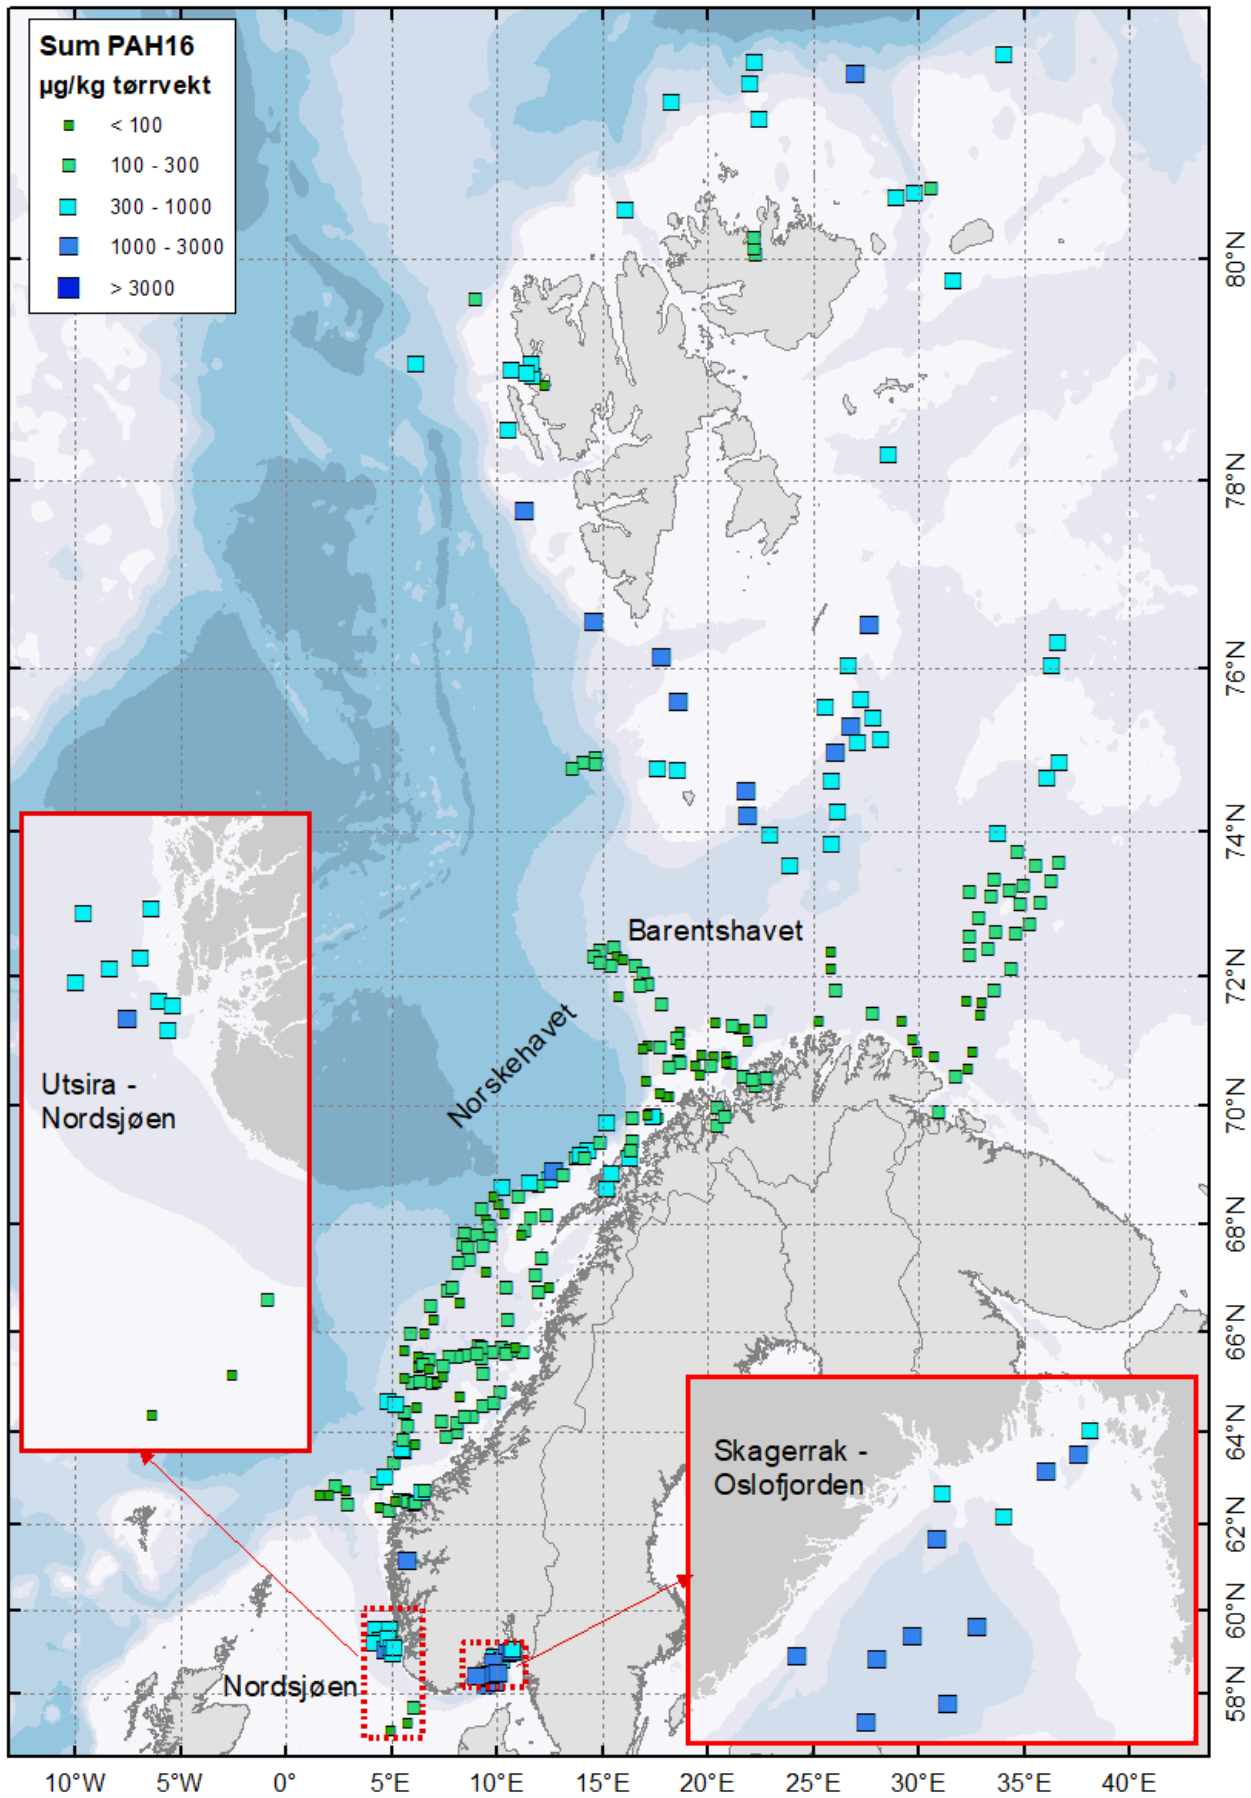 Sum PAH16
µg/kg tørrvekt
< 100
100 - 300
300 - 1000
1000 - 3000
> 3000
80°N
78°N
76°N
74°N
Barentshavet
72°N
Norskehavet
70°N
Utsira -
Nordsjøen
68°N
66°N
64°N
Skagerrak -
Oslofjorden
62°N
60°N
Nordsjøen
58°N
10°W
5°W
0°
5°E
10°E
15°E
20°E
25°E
30°E
35°E
40°E